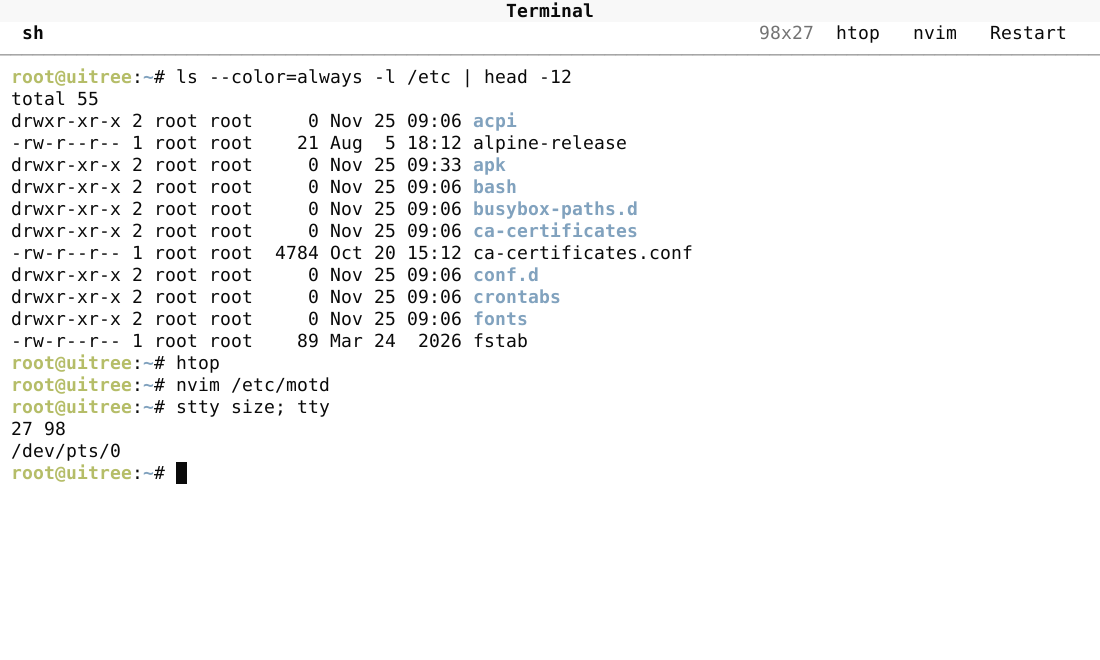 Terminal
sh 98x27 htop nvim Restart
root@uitree:~# ls --color=always -l /etc | head -12
total 55
drwxr-xr-x 2 root root     0 Nov 25 09:06 acpi
-rw-r--r-- 1 root root    21 Aug  5 18:12 alpine-release
drwxr-xr-x 2 root root     0 Nov 25 09:33 apk
drwxr-xr-x 2 root root     0 Nov 25 09:06 bash
drwxr-xr-x 2 root root     0 Nov 25 09:06 busybox-paths.d
drwxr-xr-x 2 root root     0 Nov 25 09:06 ca-certificates
-rw-r--r-- 1 root root  4784 Oct 20 15:12 ca-certificates.conf
drwxr-xr-x 2 root root     0 Nov 25 09:06 conf.d
drwxr-xr-x 2 root root     0 Nov 25 09:06 crontabs
drwxr-xr-x 2 root root     0 Nov 25 09:06 fonts
-rw-r--r-- 1 root root    89 Mar 24  2026 fstab
root@uitree:~# htop
root@uitree:~# nvim /etc/motd
root@uitree:~# stty size; tty
27 98
/dev/pts/0
root@uitree:~#